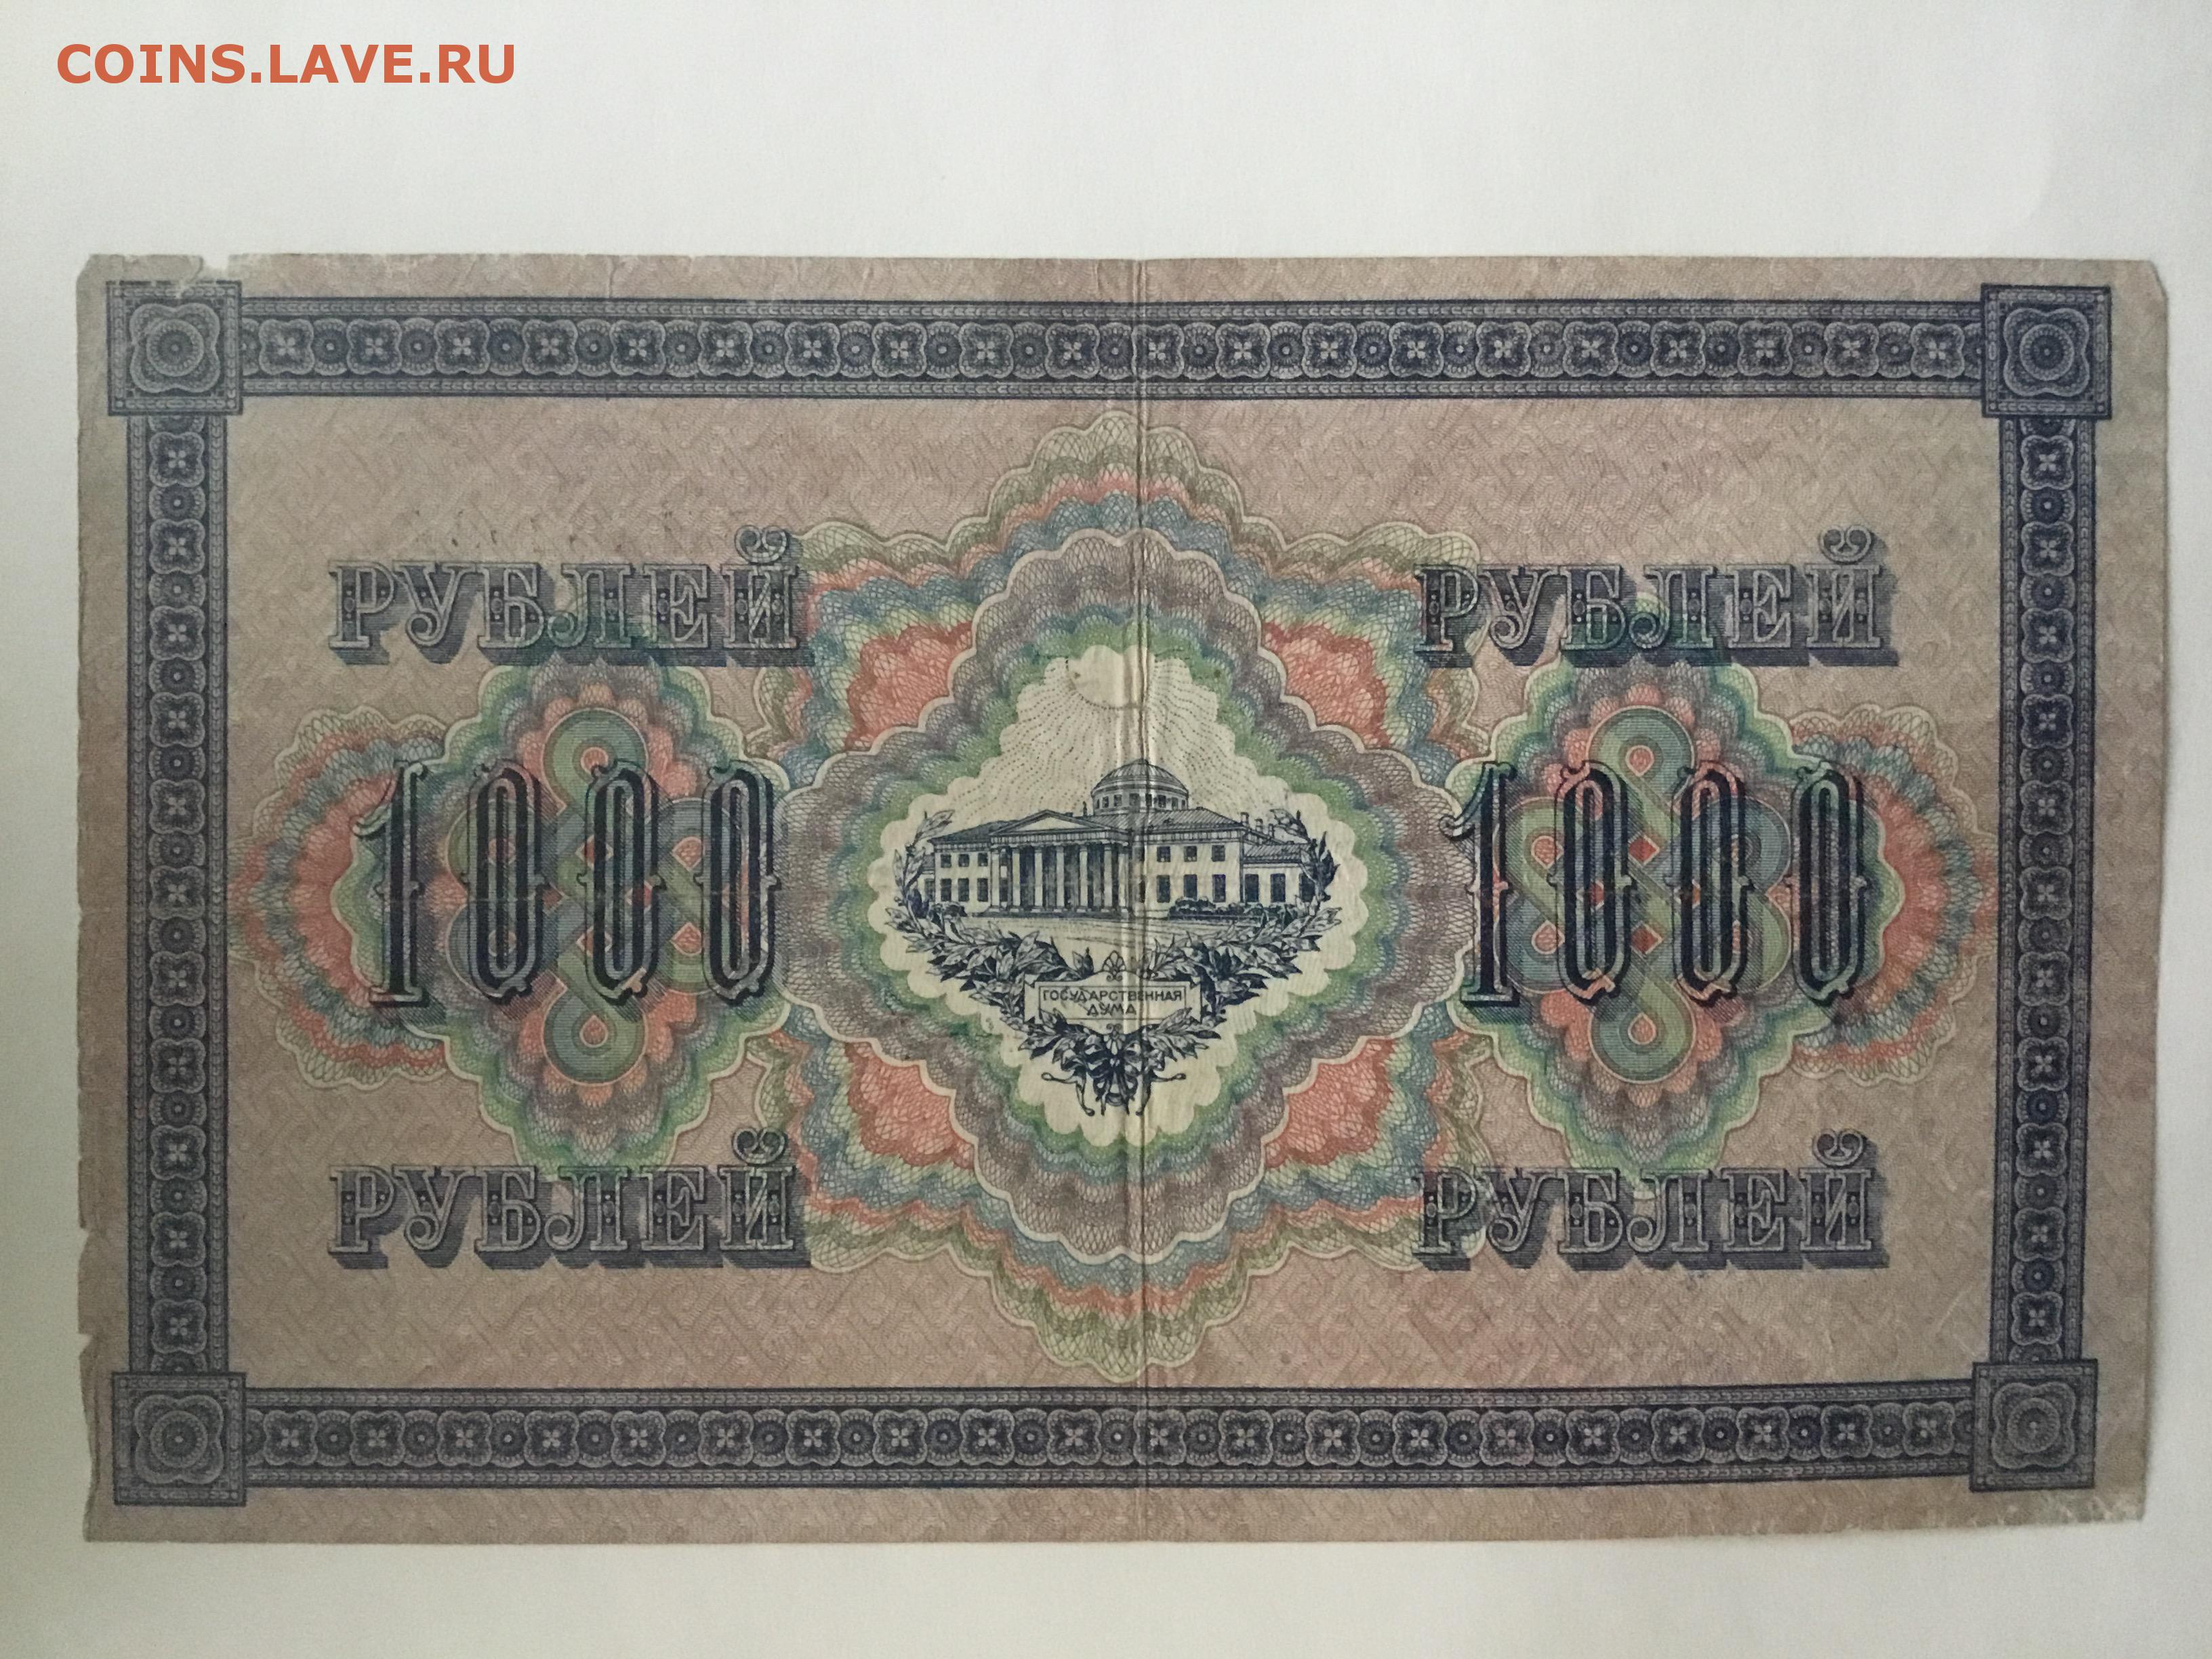 COINS.LAVE.RU
РУБЛЕЙ РУБЛЕЙ
1000 1000
ГОСУДАРСТВЕННАЯ
ДУМА
РУБЛЕЙ РУБЛЕЙ